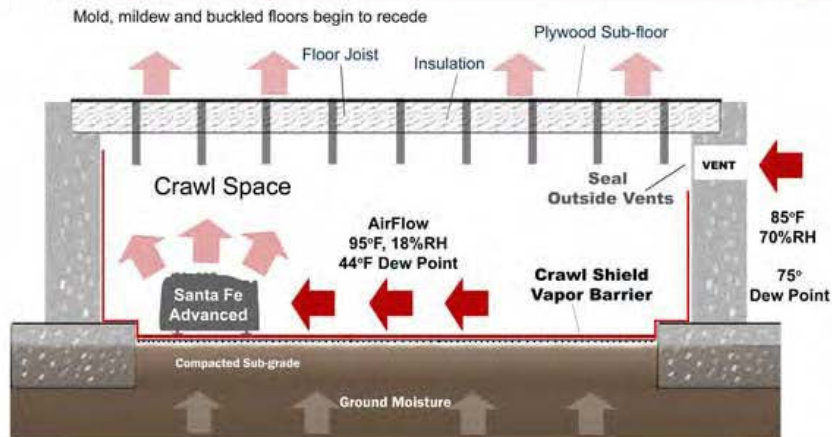 Mold, mildew and buckled floors begin to recede
Plywood Sub-floor
Floor Joist
Insulation
Crawl Space
Seal
Outside Vents
VENT
AirFlow
95°F, 18%RH
44°F Dew Point
85°F
70%RH
75°
Dew Point
Santa Fe
Advanced
Crawl Shield
Vapor Barrier
Compacted Sub-grade
Ground Moisture